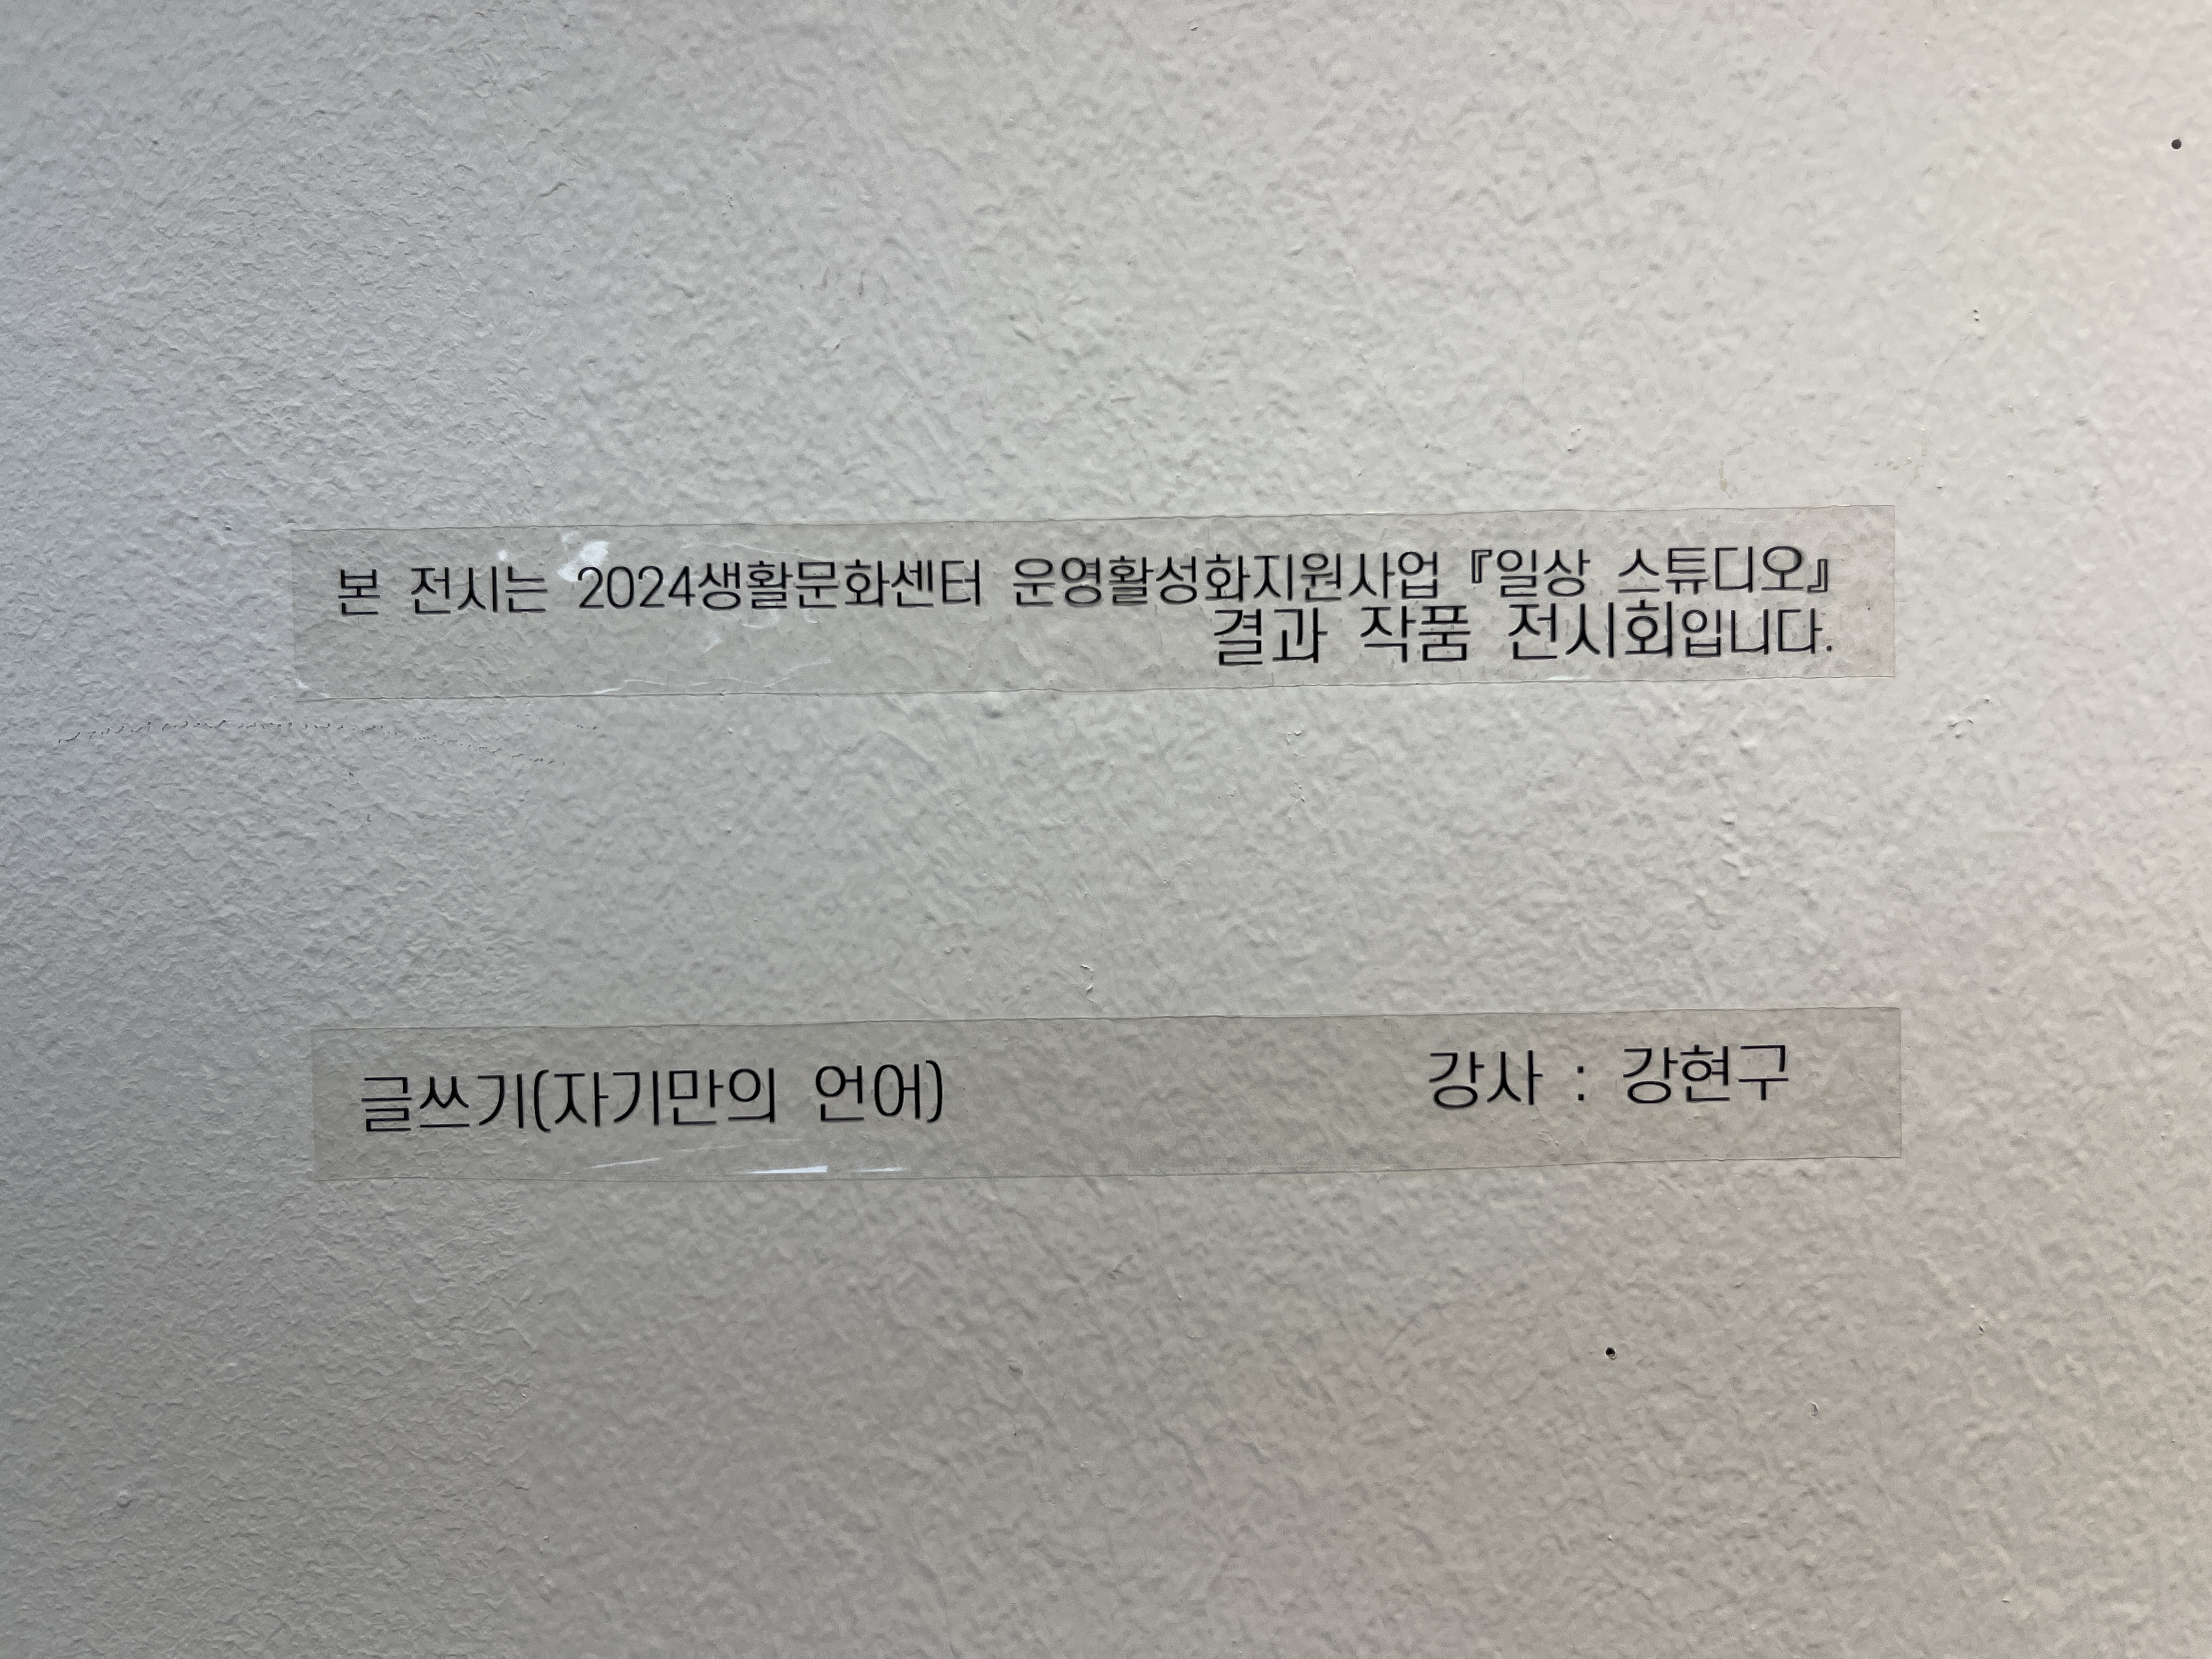 본 전시는 2024생활문화센터 운영활성화지원사업『일상 스튜디오』
결과 작품 전시회입니다.
글쓰기(자기만의 언어) 강사 : 강현구